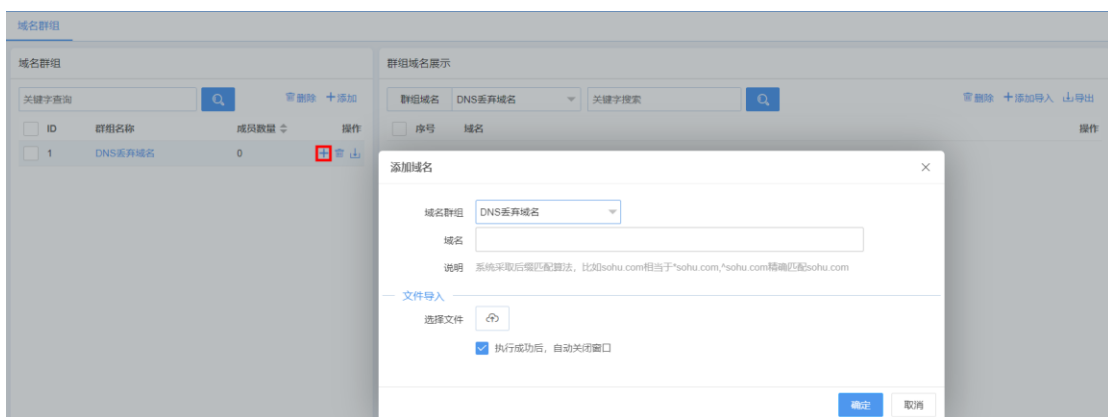 域名群组
域名群组
群组域名展示
关键字查询
删除 添加
群组域名 DNS丢弃域名 关键字搜索
删除 添加导入 导出
ID 群组名称 成员数量 操作
序号 域名 操作
1 DNS丢弃域名 0
添加域名
域名群组 DNS丢弃域名
域名
说明 系统采取后缀匹配算法，比如sohu.com相当于*sohu.com,^sohu.com精确匹配sohu.com
文件导入
选择文件
执行成功后，自动关闭窗口
确定 取消